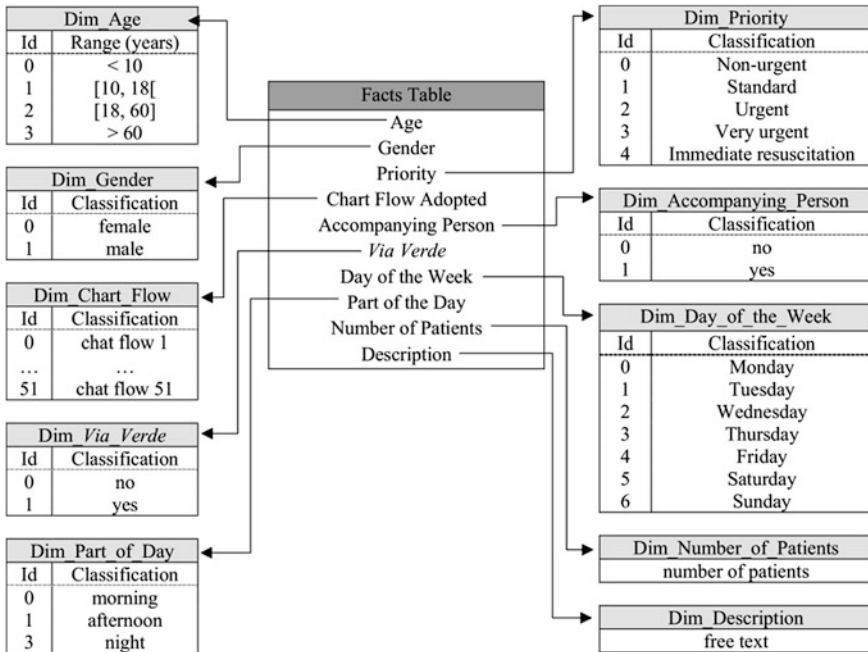 Dim_Age
Id Range (years)
0 < 10
1 [10, 18[
2 [18, 60]
3 > 60
Dim_Gender
Id Classification
0 female
1 male
Dim_Chart_Flow
Id Classification
0 chat flow 1
... ...
51 chat flow 51
Dim_Via_Verde
Id Classification
0 no
1 yes
Dim_Part_of_Day
Id Classification
0 morning
1 afternoon
3 night
Facts Table
Age
Gender
Priority
Chart Flow Adopted
Accompanying Person
Via Verde
Day of the Week
Part of the Day
Number of Patients
Description
Dim_Priority
Id Classification
0 Non-urgent
1 Standard
2 Urgent
3 Very urgent
4 Immediate resuscitation
Dim_Accompanying_Person
Id Classification
0 no
1 yes
Dim_Day_of_the_Week
Id Classification
0 Monday
1 Tuesday
2 Wednesday
3 Thursday
4 Friday
5 Saturday
6 Sunday
Dim_Number_of_Patients
number of patients
Dim_Description
free text